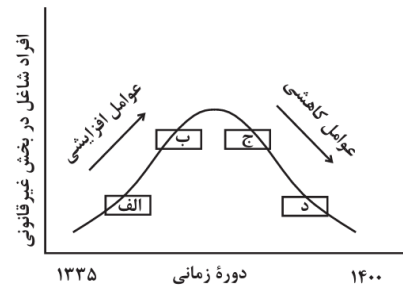 افراد شاغل در بخش غیرقانونی
عوامل افزایشی
عوامل کاهشی
ب
ج
الف
د
۱۳۳۵
دورهٔ زمانی
۱۴۰۰